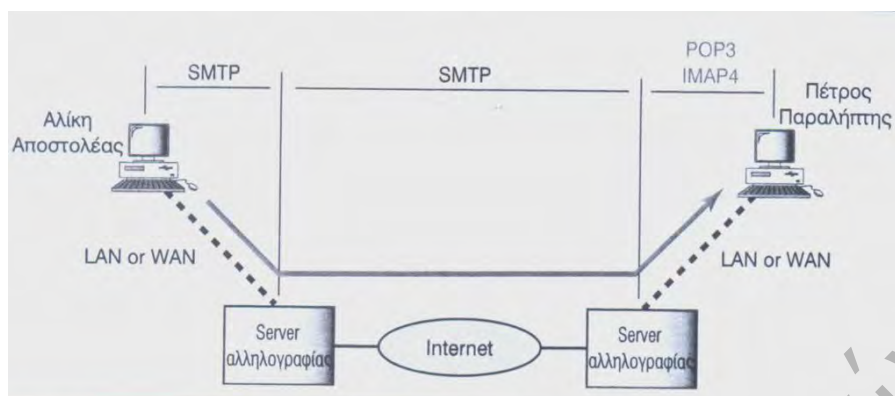 SMTP
SMTP
POP3
IMAP4
Αλίκη
Αποστολέας
Πέτρος
Παραλήπτης
LAN or WAN
LAN or WAN
Server
αλληλογραφίας
Internet
Server
αλληλογραφίας